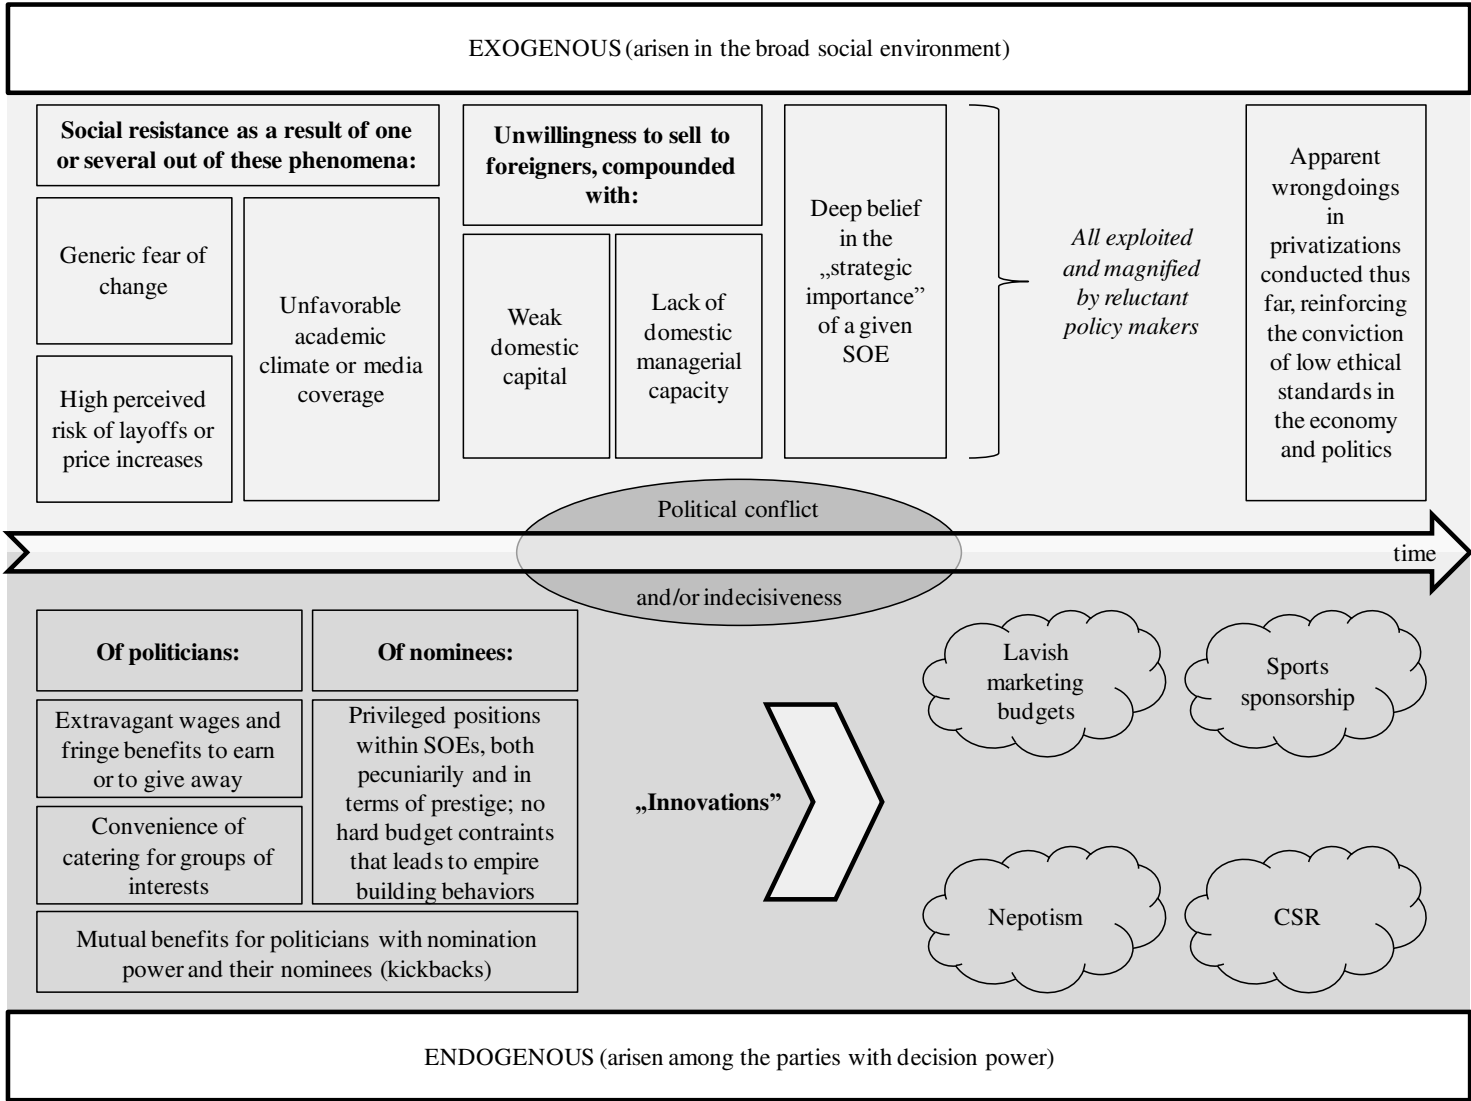 EXOGENOUS (arisen in the broad social environment)
Social resistance as a result of one
or several out of these phenomena:
Generic fear of
change
High perceived
risk of layoffs or
price increases
Unfavorable
academic
climate or media
coverage
Unwillingness to sell to
foreigners, compounded
with:
Weak
domestic
capital
Lack of
domestic
managerial
capacity
Deep belief
in the
„strategic
importance”
of a given
SOE
All exploited
and magnified
by reluctant
policy makers
Apparent
wrongdoings
in
privatizations
conducted thus
far, reinforcing
the conviction
of low ethical
standards in
the economy
and politics
Political conflict
time
and/or indecisiveness
Of politicians:
Extravagant wages and
fringe benefits to earn
or to give away
Convenience of
catering for groups of
interests
Of nominees:
Privileged positions
within SOEs, both
pecuniarily and in
terms of prestige; no
hard budget contraints
that leads to empire
building behaviors
Mutual benefits for politicians with nomination
power and their nominees (kickbacks)
„Innovations”
Lavish
marketing
budgets
Sports
sponsorship
Nepotism
CSR
ENDOGENOUS (arisen among the parties with decision power)